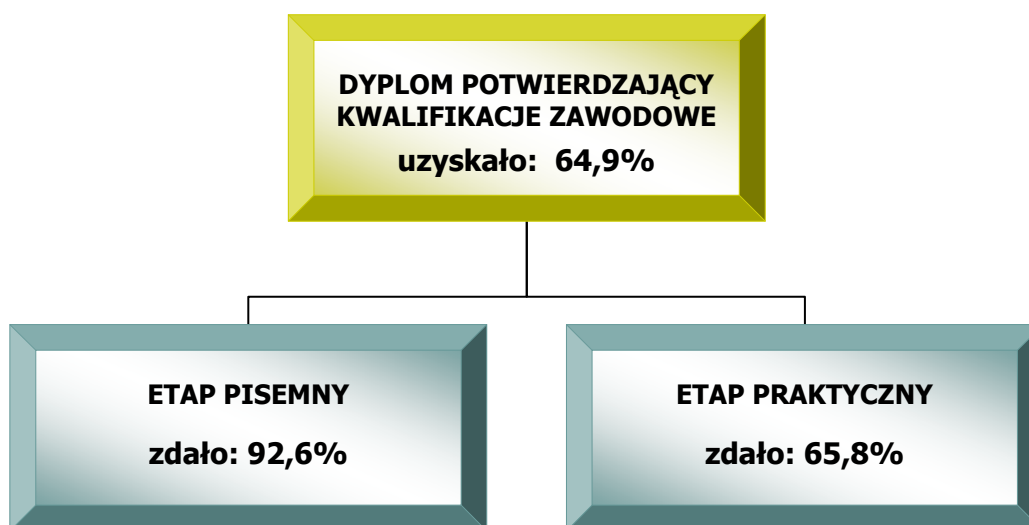 DYPLOM POTWIERDZAJĄCY
KWALIFIKACJE ZAWODOWE
uzyskało: 64,9%
ETAP PISEMNY
zdało: 92,6%
ETAP PRAKTYCZNY
zdało: 65,8%